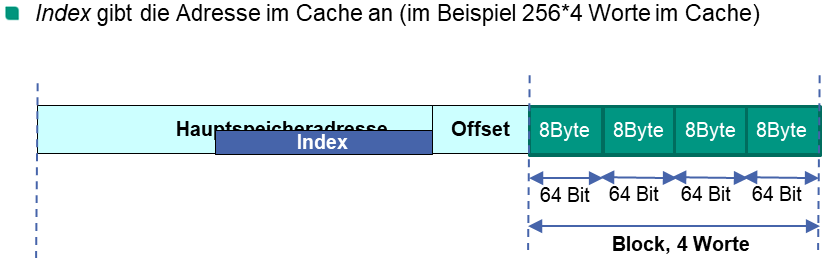 Index gibt die Adresse im Cache an (im Beispiel 256*4 Worte im Cache)
Hauptspeicheradresse Offset 8Byte 8Byte 8Byte 8Byte
Index
64 Bit 64 Bit 64 Bit 64 Bit
Block, 4 Worte